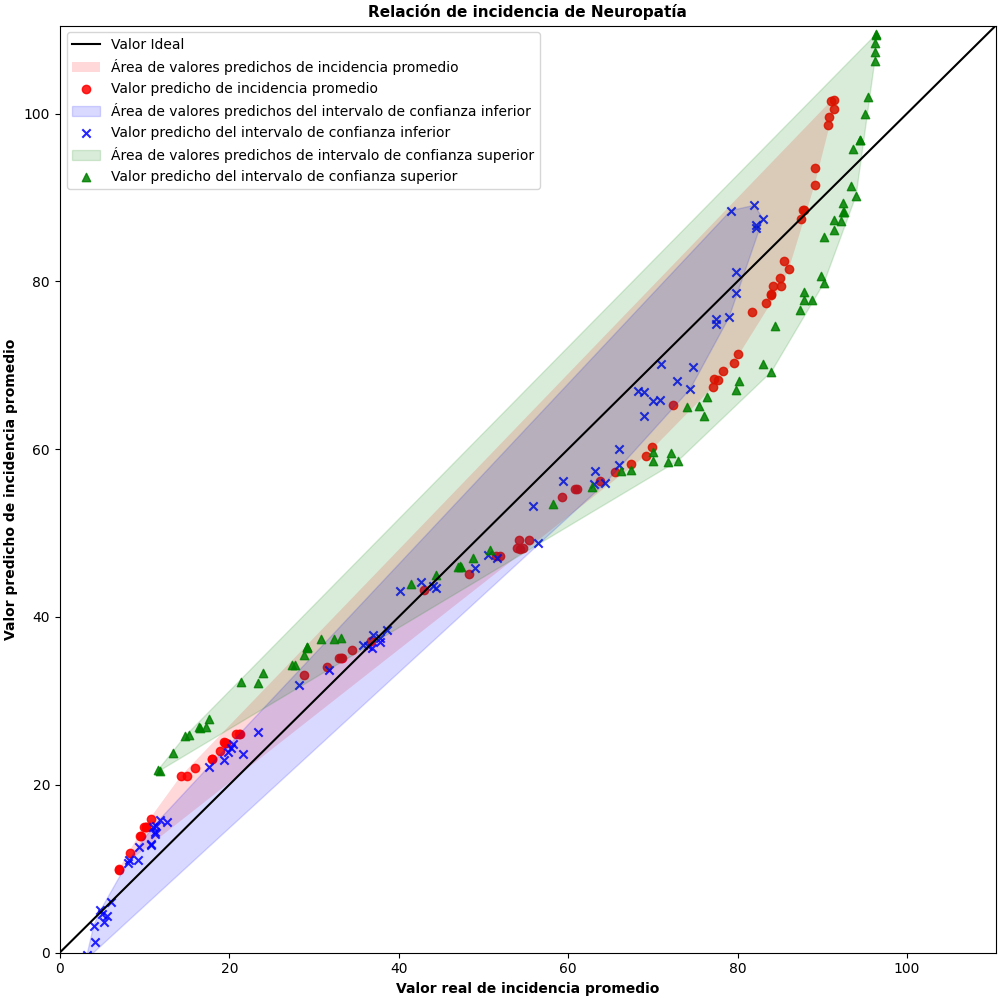 Relación de incidencia de Neuropatía
Valor Ideal
Área de valores predichos de incidencia promedio
Valor predicho de incidencia promedio
Área de valores predichos del intervalo de confianza inferior
Valor predicho del intervalo de confianza inferior
Área de valores predichos de intervalo de confianza superior
Valor predicho del intervalo de confianza superior
Valor predicho de incidencia promedio
100
80
60
40
20
0
0 20 40 60 80 100
Valor real de incidencia promedio